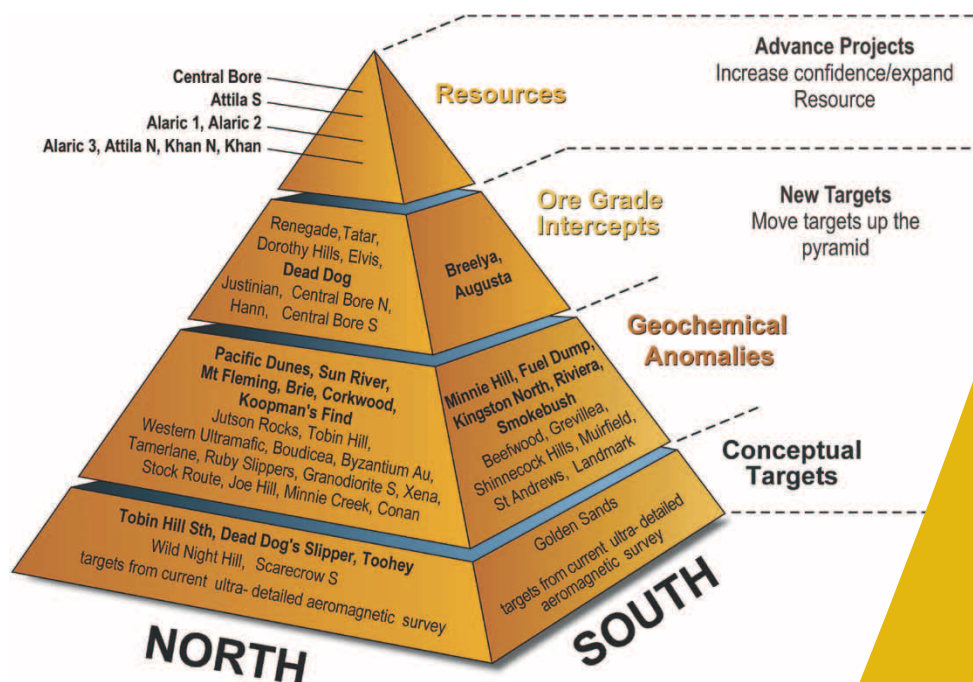 Central Bore
Attila S
Alaric 1, Alaric 2
Alaric 3, Attila N, Khan N, Khan
Resources
Advance Projects
Increase confidence/expand
Resource
Renegade,Tatar,
Dorothy Hills, Elvis,
Dead Dog
Justinian, Central Bore N,
Hann, Central Bore S
Breelya,
Augusta
Ore Grade
Intercepts
New Targets
Move targets up the
pyramid
Pacific Dunes, Sun River,
Mt Fleming, Brie, Corkwood,
Koopman's Find
Jutson Rocks, Tobin Hill,
Western Ultramafic, Boudicea, Byzantium Au,
Tamerlane, Ruby Slippers, Granodiorite S, Xena,
Stock Route, Joe Hill, Minnie Creek, Conan
Minnie Hill, Fuel Dump,
Kingston North, Riviera,
Smokebush
Beefwood, Grevillea,
Shinnecock Hills, Muirfield,
St Andrews, Landmark
Geochemical
Anomalies
Tobin Hill Sth, Dead Dog's Slipper, Toohey
Wild Night Hill, Scarecrow S
targets from current ultra- detailed aeromagnetic survey
Golden Sands
targets from current ultra-detailed
aeromagnetic survey
Conceptual
Targets
NORTH
SOUTH